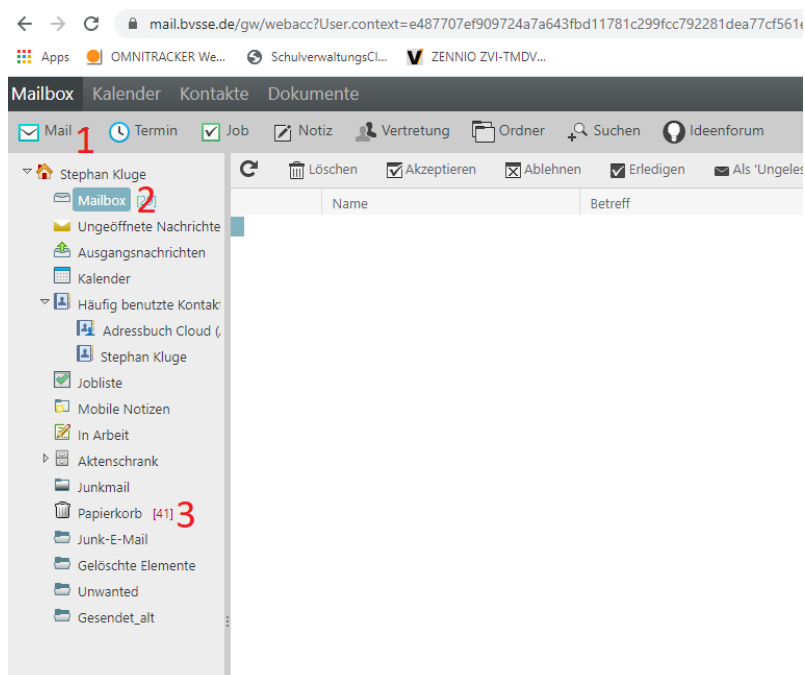 mail.bvsse.de/gw/webacc?User.context=e487707ef909724a7a643fbd11781c299fcc792281dea77cf561e
Apps OMNITRACKER We... SchulverwaltungsCl... ZENNIO ZVI-TMDV...
Mailbox Kalender Kontakte Dokumente
Mail 1 Termin Job Notiz Vertretung Ordner Suchen Ideenforum
Stephan Kluge
Löschen Akzeptieren Ablehnen Erledigen Als 'Ungeles
Mailbox 2
Name Betreff
Ungeöffnete Nachrichte
Ausgangsnachrichten
Kalender
Häufig benutzte Kontak
Adressbuch Cloud (
Stephan Kluge
Jobliste
Mobile Notizen
In Arbeit
Aktenschrank
Junkmail
Papierkorb [41] 3
Junk-E-Mail
Gelöschte Elemente
Unwanted
Gesendet_alt